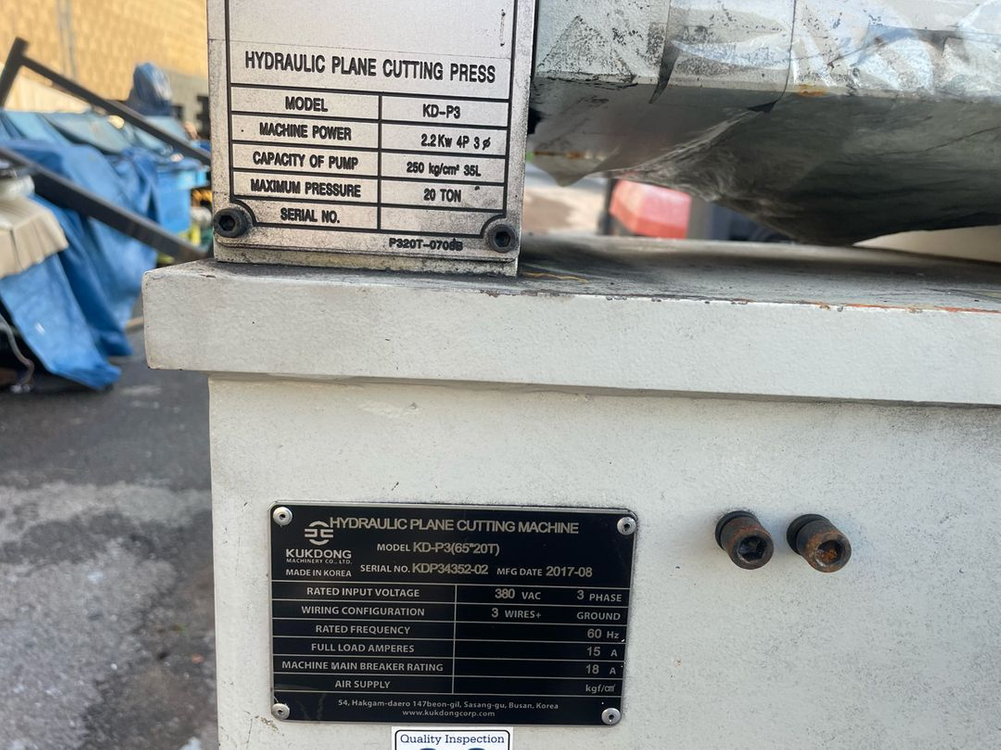 HYDRAULIC PLANE CUTTING PRESS
MODEL KD-P3
MACHINE POWER 2.2Kw 4P 3ø
CAPACITY OF PUMP 250 kg/cm² 35L
MAXIMUM PRESSURE 20 TON
SERIAL NO.
HYDRAULIC PLANE CUTTING MACHINE
KUKDONG
MACHINERY CO., LTD.
MADE IN KOREA
MODEL KD-P3(65"20T)
SERIAL NO. KDP34352-02 MFG DATE 2017-08
RATED INPUT VOLTAGE 380 VAC 3 PHASE
WIRING CONFIGURATION 3 WIRES+ GROUND
RATED FREQUENCY 60 Hz
FULL LOAD AMPERES 15 A
MACHINE MAIN BREAKER RATING 18 A
AIR SUPPLY kgf/㎠
54, Hakgam-daero 147beon-gil, Sasang-gu, Busan, Korea
www.kukdongcorp.com
Quality Inspection